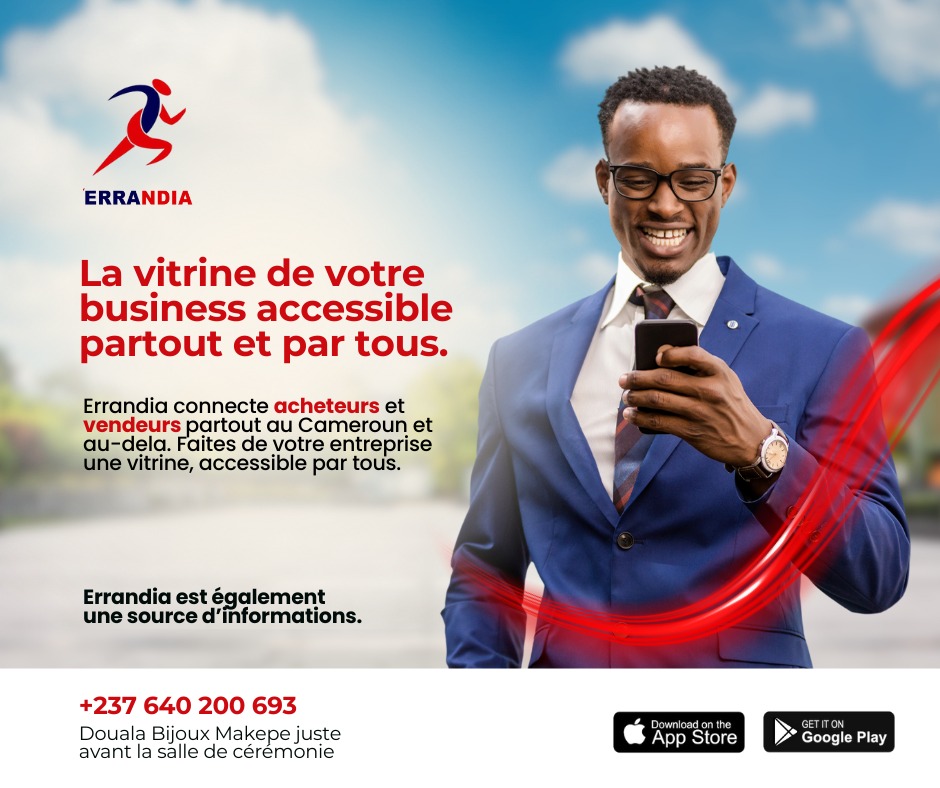 ERRANDIA
La vitrine de votre
business accessible
partout et par tous.
Errandia connecte acheteurs et
vendeurs partout au Cameroun et
au-dela. Faites de votre entreprise
une vitrine, accessible par tous.
Errandia est également
une source d'informations.
+237 640 200 693
Douala Bijoux Makepe juste
avant la salle de cérémonie
Download on the
App Store
GET IT ON
Google Play